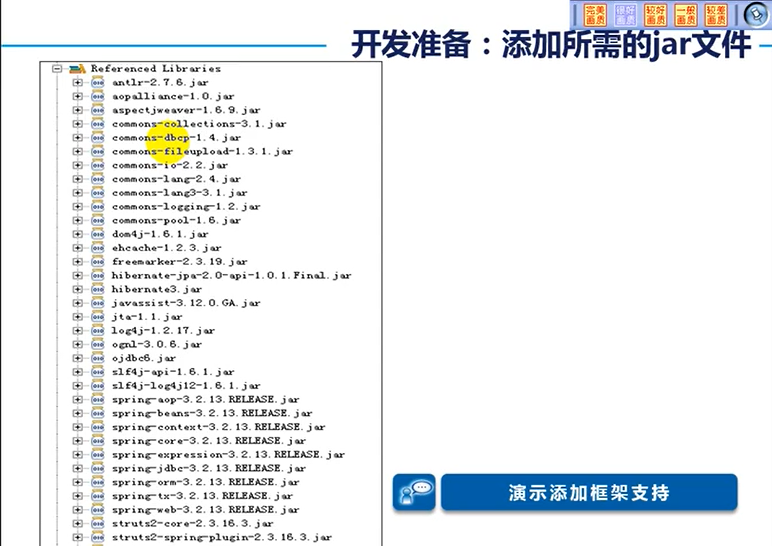 完美画质 很好画质 较好画质 一般画质 较差画质
开发准备：添加所需的jar文件
Referenced Libraries
antlr-2.7.6.jar
aopalliance-1.0.jar
aspectjweaver-1.6.9.jar
commons-collections-3.1.jar
commons-dbcp-1.4.jar
commons-fileupload-1.3.1.jar
commons-io-2.2.jar
commons-lang-2.4.jar
commons-lang3-3.1.jar
commons-logging-1.2.jar
commons-pool-1.6.jar
dom4j-1.6.1.jar
ehcache-1.2.3.jar
freemarker-2.3.19.jar
hibernate-jpa-2.0-api-1.0.1.Final.jar
hibernate3.jar
javassist-3.12.0.GA.jar
jta-1.1.jar
log4j-1.2.17.jar
ognl-3.0.6.jar
ojdbc6.jar
slf4j-api-1.6.1.jar
slf4j-log4j12-1.6.1.jar
spring-aop-3.2.13.RELEASE.jar
spring-beans-3.2.13.RELEASE.jar
spring-context-3.2.13.RELEASE.jar
spring-core-3.2.13.RELEASE.jar
spring-expression-3.2.13.RELEASE.jar
spring-jdbc-3.2.13.RELEASE.jar
spring-orm-3.2.13.RELEASE.jar
spring-tx-3.2.13.RELEASE.jar
spring-web-3.2.13.RELEASE.jar
struts2-core-2.3.16.3.jar
struts2-spring-plugin-2.3.16.3.jar
演示添加框架支持